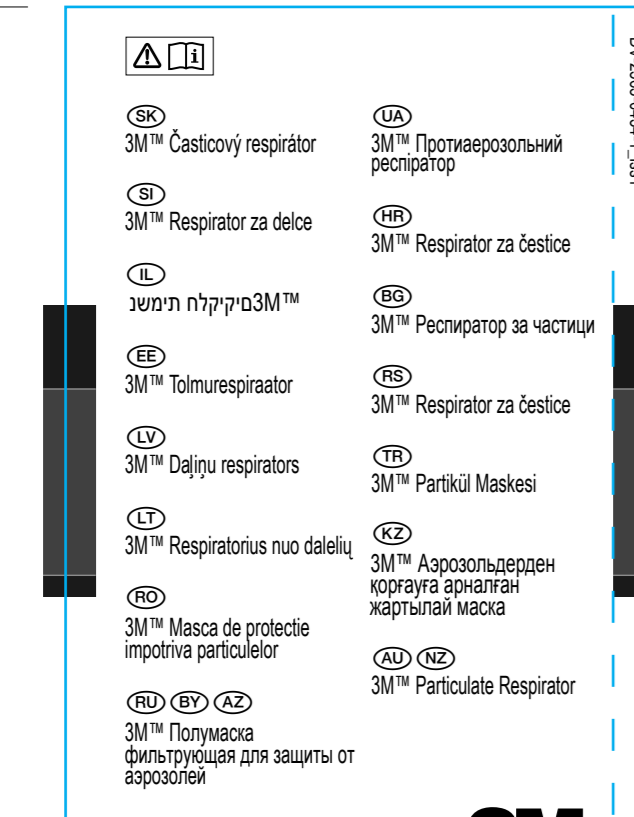 SK
3M™ Časticový respirátor
SI
3M™ Respirator za delce
IL
3M™םיקיקלח תימשנ
EE
3M™ Tolmurespiraator
LV
3M™ Daļiņu respirators
LT
3M™ Respiratorius nuo dalelių
RO
3M™ Masca de protectie
impotriva particulelor
RU BY AZ
3M™ Полумаска
фильтрующая для защиты от
аэрозолей
UA
3M™ Протиаерозольний
респіратор
HR
3M™ Respirator za čestice
BG
3M™ Респиратор за частици
RS
3M™ Respirator za čestice
TR
3M™ Partikül Maskesi
KZ
3M™ Аэрозольдерден
қорғауға арналған
жартылай маска
AU NZ
3M™ Particulate Respirator